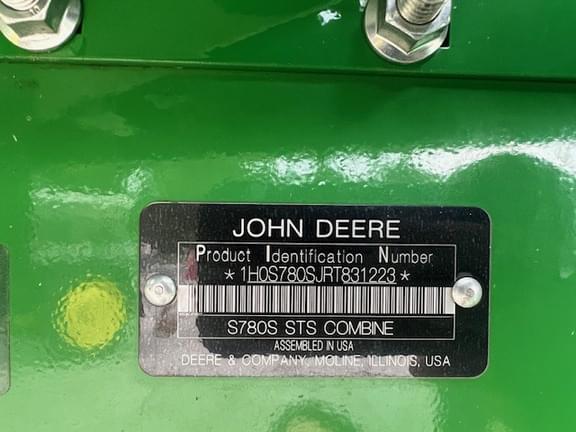 JOHN DEERE
Product Identification Number
*1H0S780SJRT831223*
S780S STS COMBINE
ASSEMBLED IN USA
DEERE & COMPANY, MOLINE, ILLINOIS, USA